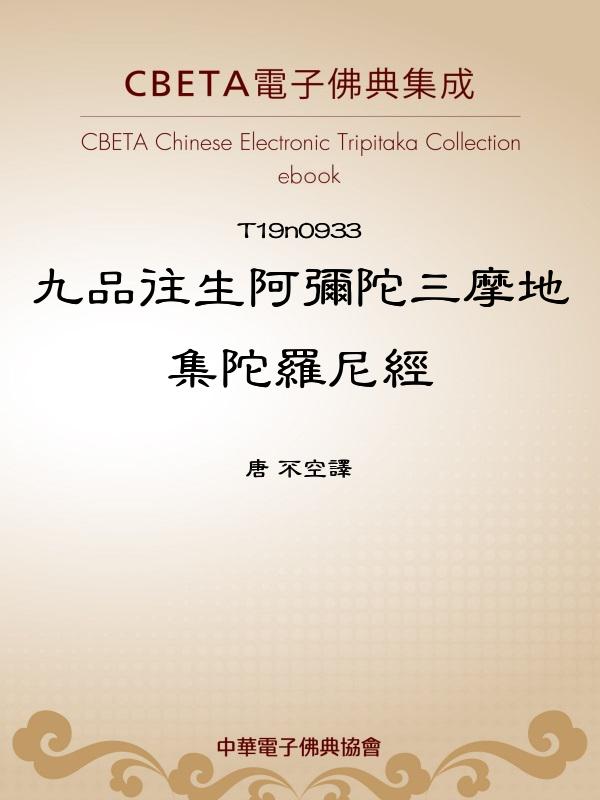 CBETA電子佛典集成
CBETA Chinese Electronic Tripitaka Collection
ebook
T19n0933
九品往生阿彌陀三摩地
集陀羅尼經
唐 不空譯
中華電子佛典協會